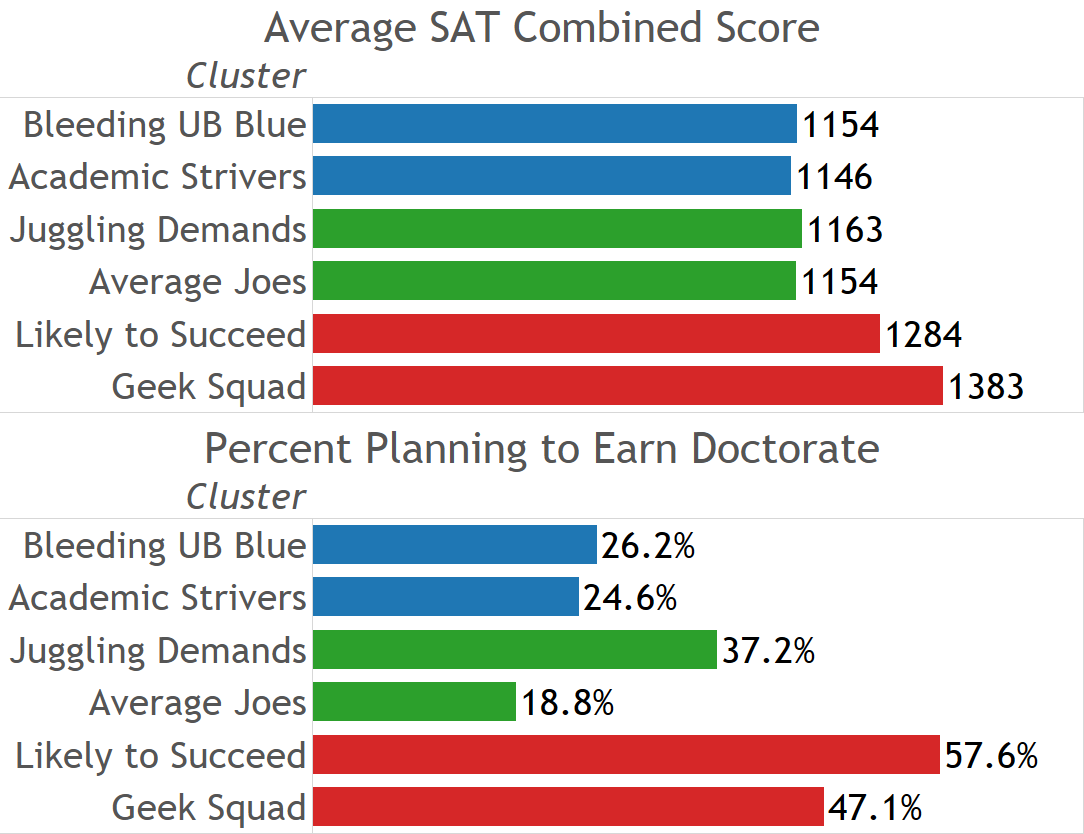 Average SAT Combined Score
Cluster
Bleeding UB Blue 1154
Academic Strivers 1146
Juggling Demands 1163
Average Joes 1154
Likely to Succeed 1284
Geek Squad 1383
Percent Planning to Earn Doctorate
Cluster
Bleeding UB Blue 26.2%
Academic Strivers 24.6%
Juggling Demands 37.2%
Average Joes 18.8%
Likely to Succeed 57.6%
Geek Squad 47.1%